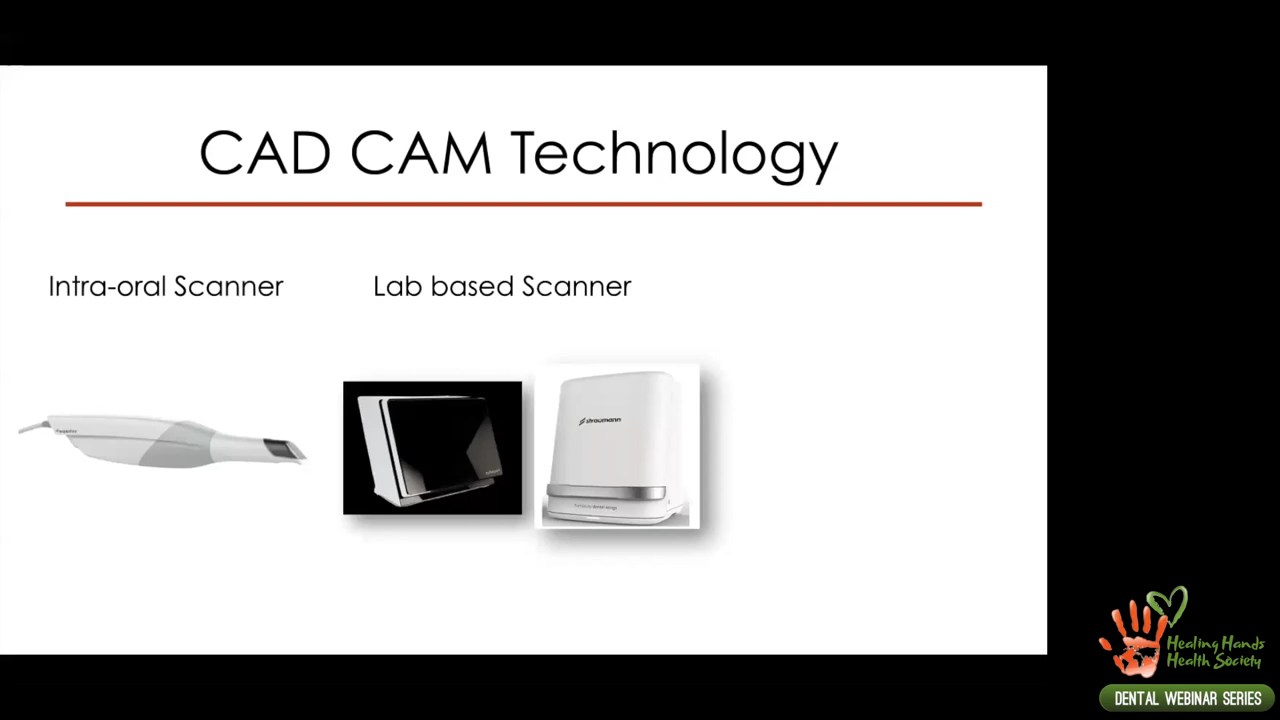 CAD CAM Technology
Intra-oral Scanner
Lab based Scanner
straumann
Healing Hands
Health Society
DENTAL WEBINAR SERIES